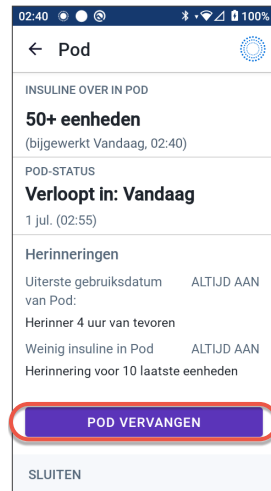 02:40 100%
Pod
INSULINE OVER IN POD
50+ eenheden
(bijgewerkt Vandaag, 02:40)
POD-STATUS
Verloopt in: Vandaag
1 jul. (02:55)
Herinneringen
Uiterste gebruiksdatum ALTIJD AAN
van Pod:
Herinner 4 uur van tevoren
Weinig insuline in Pod ALTIJD AAN
Herinnering voor 10 laatste eenheden
POD VERVANGEN
SLUITEN